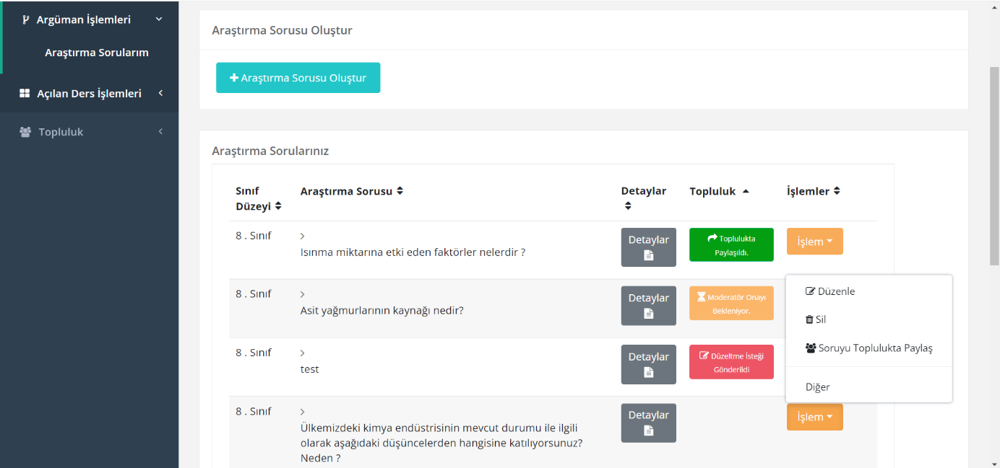 Argüman İşlemleri
Araştırma Sorularım
Açılan Ders İşlemleri
Topluluk
Araştırma Sorusu Oluştur
Araştırma Sorusu Oluştur
Araştırma Sorularınız
Sınıf
Düzeyi
Araştırma Sorusu
Detaylar
Topluluk
İşlemler
8 . Sınıf
Isınma miktarına etki eden faktörler nelerdir ?
Detaylar
Toplulukta
Paylaşıldı.
İşlem
8 . Sınıf
Asit yağmurlarının kaynağı nedir?
Detaylar
Moderatör Onayı
Bekleniyor.
8 . Sınıf
test
Detaylar
Düzeltme İsteği
Gönderildi
Düzenle
Sil
Soruyu Toplulukta Paylaş
Diğer
8 . Sınıf
Ülkemizdeki kimya endüstrisinin mevcut durumu ile ilgili
olarak aşağıdaki düşüncelerden hangisine katılıyorsunuz?
Neden ?
Detaylar
İşlem